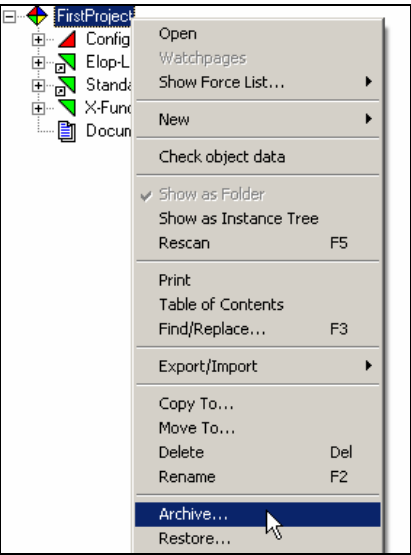 FirstProject
Config
Elop-L
Standa
X-Func
Docum
Open
Watchpages
Show Force List...
New
Check object data
Show as Folder
Show as Instance Tree
Rescan F5
Print
Table of Contents
Find/Replace... F3
Export/Import
Copy To...
Move To...
Delete Del
Rename F2
Archive...
Restore...